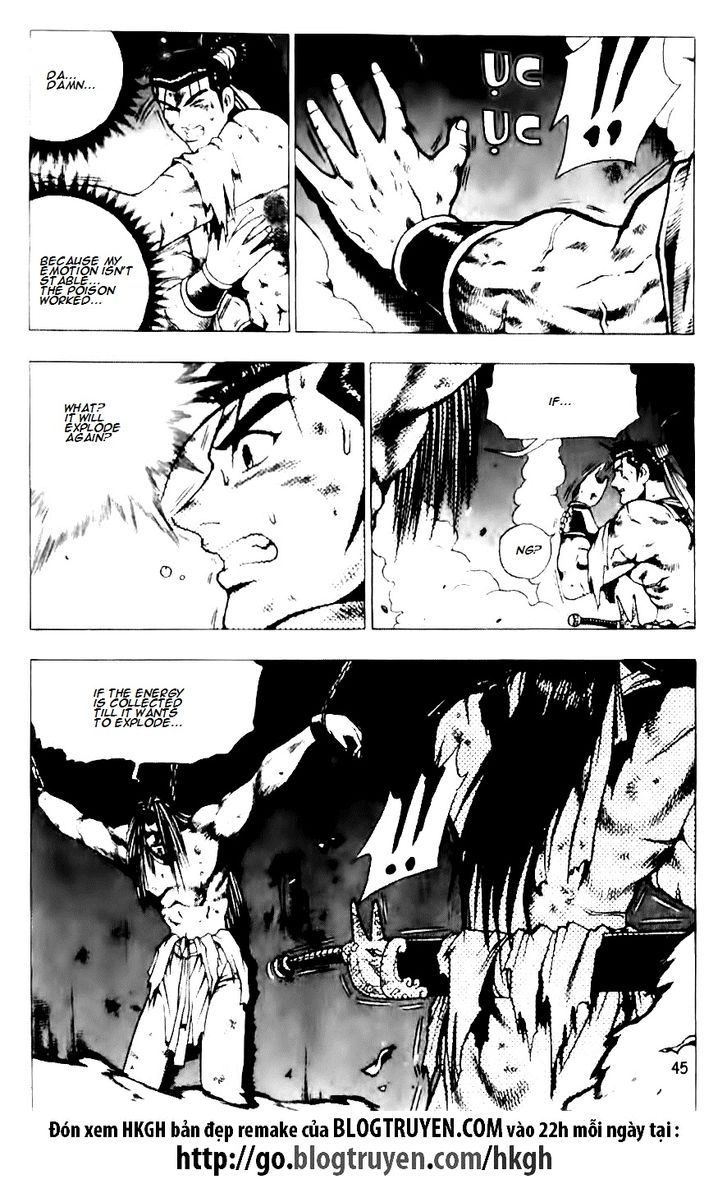 DA...
DAMN...
BECAUSE MY
EMOTION ISN'T
STABLE...
THE POISON
WORKED...
ỤC
ỤC
!!
WHAT?
IT WILL
EXPLODE
AGAIN?
IF...
NG?
IF THE ENERGY
IS COLLECTED
TILL IT WANTS
TO EXPLODE...
!!
45
Đón xem HKGH bản đẹp remake của BLOGTRUYEN.COM vào 22h mỗi ngày tại :
http://go.blogtruyen.com/hkgh